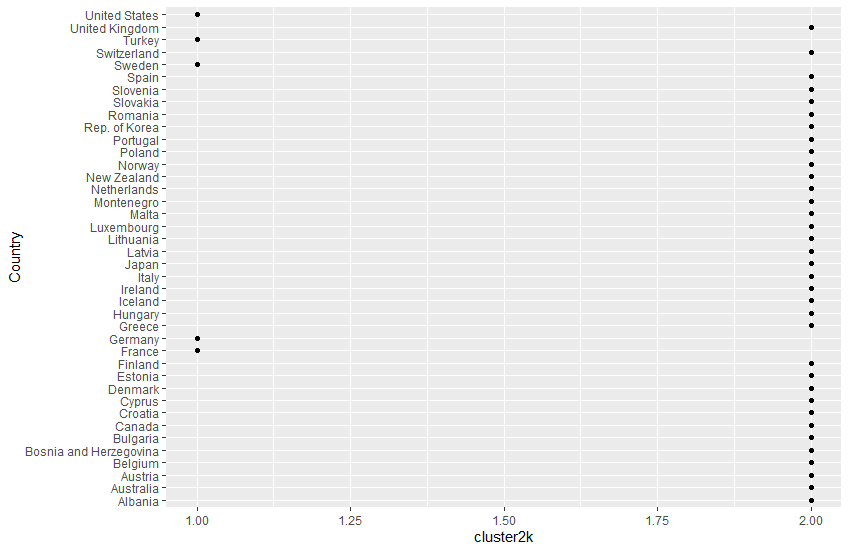 United States
United Kingdom
Turkey
Switzerland
Sweden
Spain
Slovenia
Slovakia
Romania
Rep. of Korea
Portugal
Poland
Norway
New Zealand
Netherlands
Montenegro
Malta
Luxembourg
Lithuania
Latvia
Japan
Italy
Ireland
Iceland
Hungary
Greece
Germany
France
Finland
Estonia
Denmark
Cyprus
Croatia
Canada
Bulgaria
Bosnia and Herzegovina
Belgium
Austria
Australia
Albania
Country
1.00 1.25 1.50 1.75 2.00
cluster2k